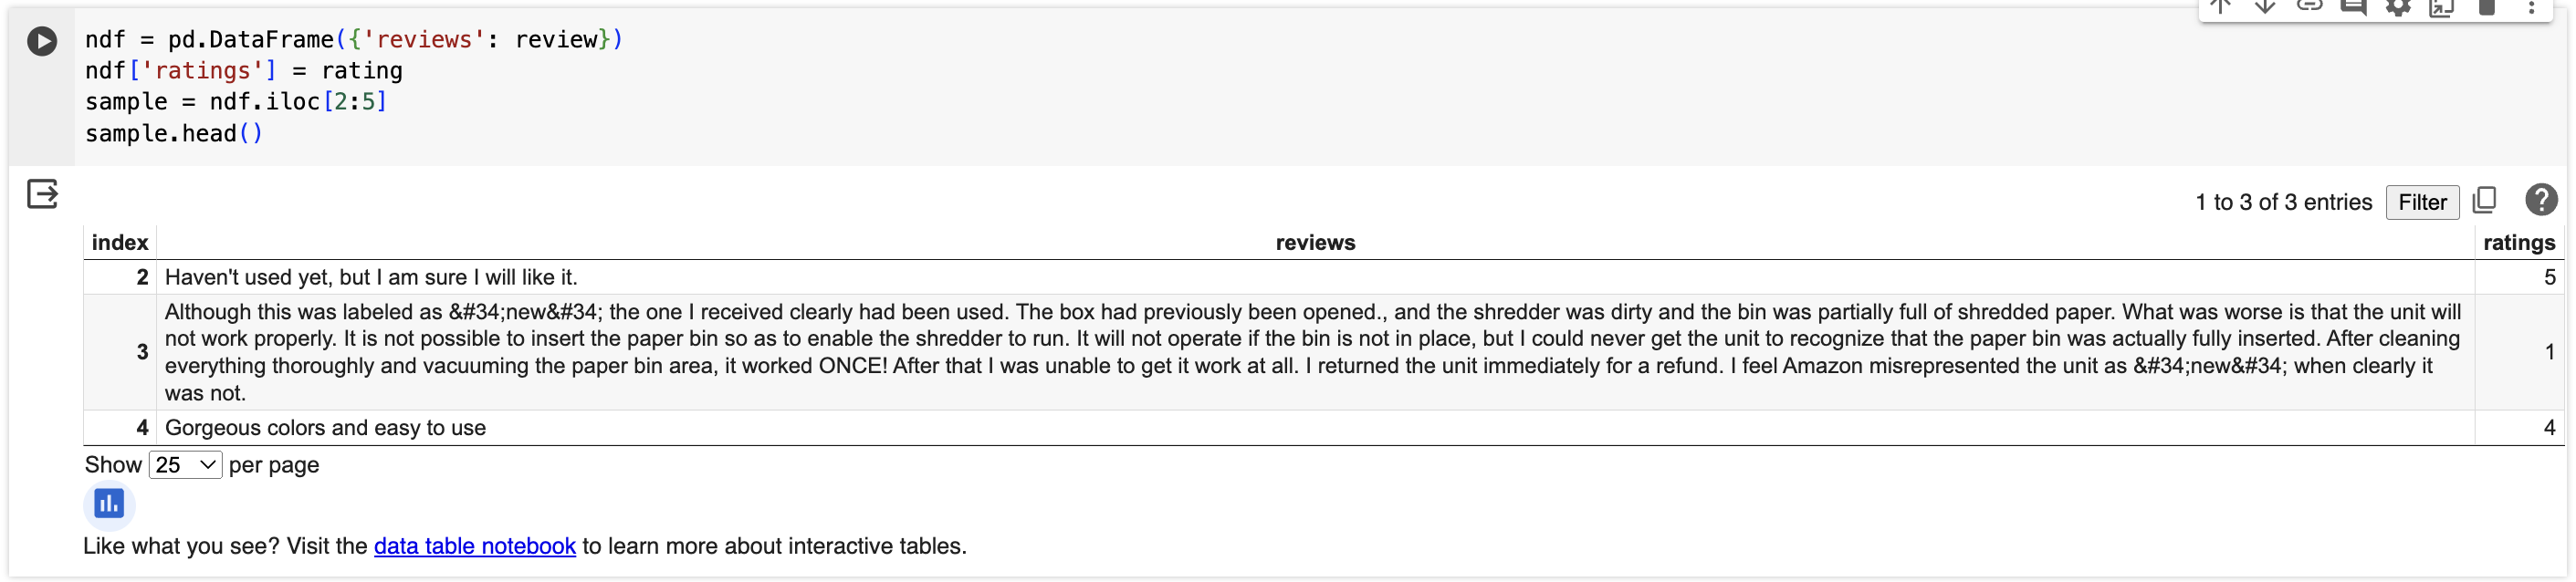 ndf = pd.DataFrame({'reviews': review})
ndf['ratings'] = rating
sample = ndf.iloc[2:5]
sample.head()
1 to 3 of 3 entries Filter
index reviews ratings
2 Haven't used yet, but I am sure I will like it. 5
Although this was labeled as &#34;new&#34; the one I received clearly had been used. The box had previously been opened., and the shredder was dirty and the bin was partially full of shredded paper. What was worse is that the unit will
not work properly. It is not possible to insert the paper bin so as to enable the shredder to run. It will not operate if the bin is not in place, but I could never get the unit to recognize that the paper bin was actually fully inserted. After cleaning
3 everything thoroughly and vacuuming the paper bin area, it worked ONCE! After that I was unable to get it work at all. I returned the unit immediately for a refund. I feel Amazon misrepresented the unit as &#34;new&#34; when clearly it 1
was not.
4 Gorgeous colors and easy to use 4
Show 25 per page
Like what you see? Visit the data table notebook to learn more about interactive tables.